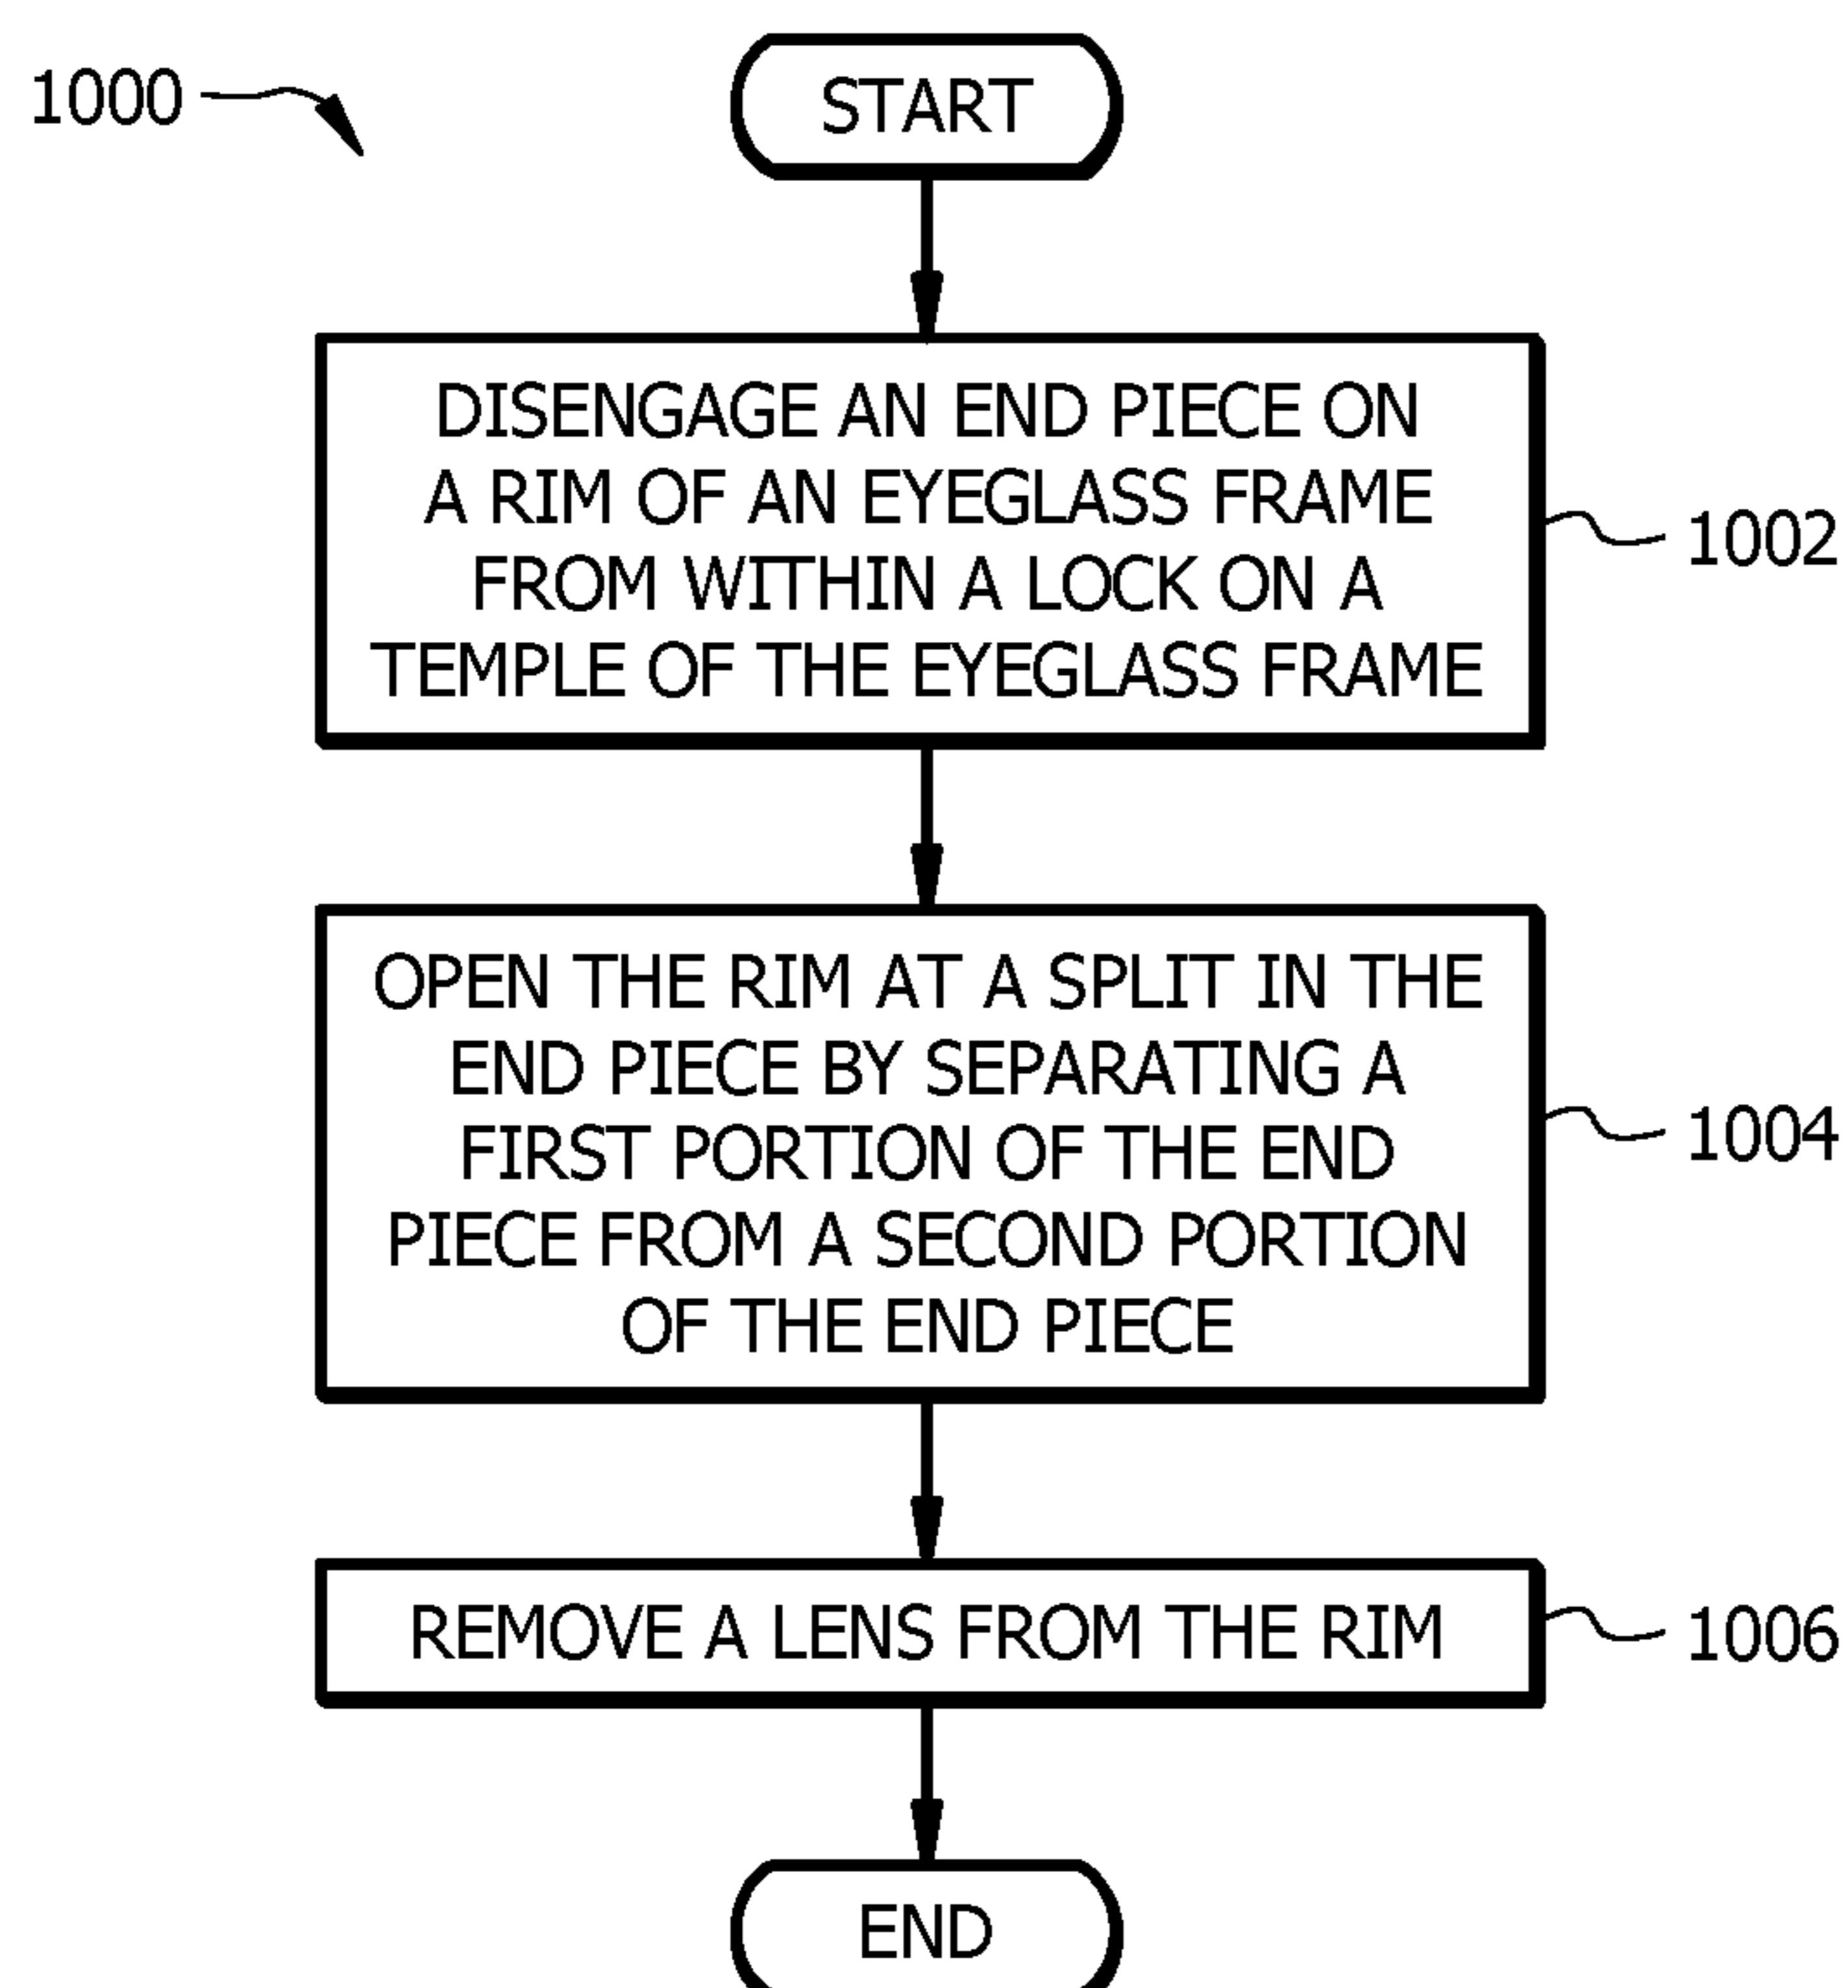 1000
START
DISENGAGE AN END PIECE ON
A RIM OF AN EYEGLASS FRAME
FROM WITHIN A LOCK ON A
TEMPLE OF THE EYEGLASS FRAME
1002
OPEN THE RIM AT A SPLIT IN THE
END PIECE BY SEPARATING A
FIRST PORTION OF THE END
PIECE FROM A SECOND PORTION
OF THE END PIECE
1004
REMOVE A LENS FROM THE RIM
1006
END